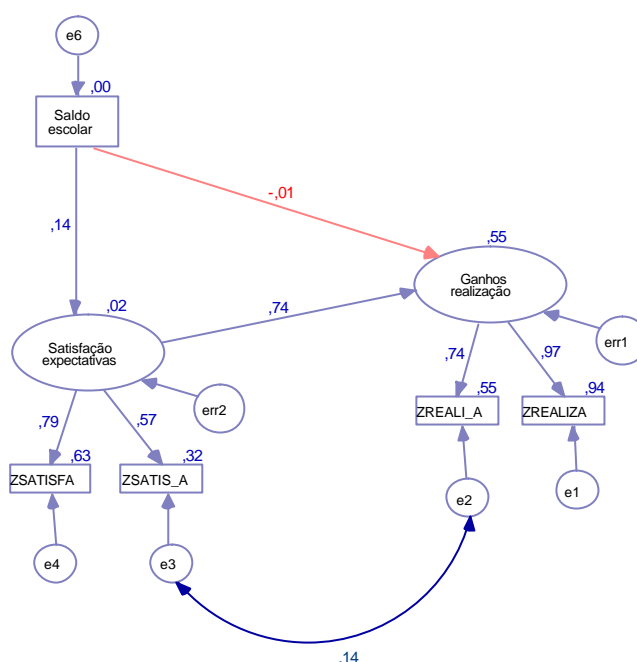 e6
,00
Saldo
escolar
-,01
,14
,55
Ganhos
realização
,02
,74
Satisfação
expectativas
err1
err2
,74
,97
,79
,57
,55
,94
ZREALI_A
ZREALIZA
,63
,32
ZSATISFA
ZSATIS_A
e2
e1
e4
e3
,14